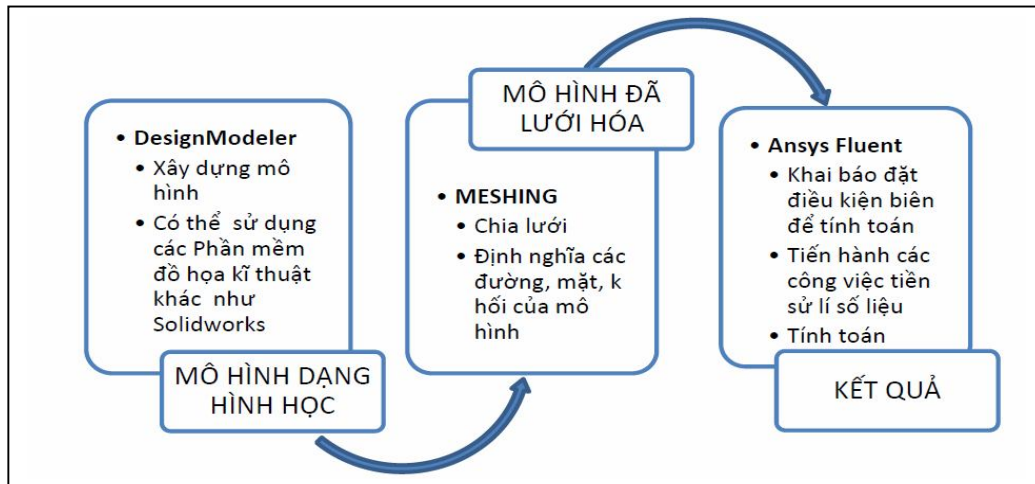 • DesignModeler
• Xây dựng mô
hình
• Có thể sử dụng
các Phần mềm
đồ họa kĩ thuật
khác như
Solidworks
MÔ HÌNH DẠNG
HÌNH HỌC
MÔ HÌNH ĐÃ
LƯỚI HÓA
• MESHING
• Chia lưới
• Định nghĩa các
đường, mặt, k
hối của mô
hình
• Ansys Fluent
• Khai báo đặt
điều kiện biên
để tính toán
• Tiến hành các
công việc tiền
sử lí số liệu
• Tính toán
KẾT QUẢ